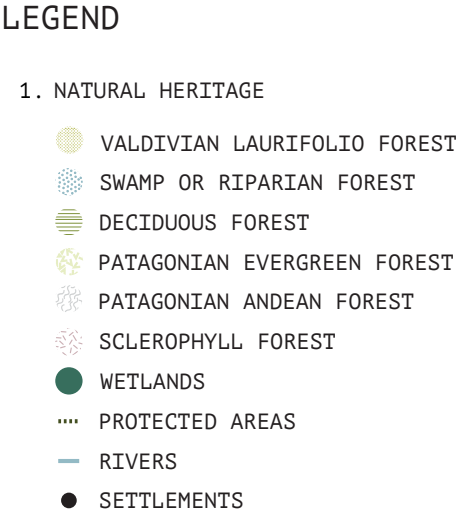 LEGEND
1. NATURAL HERITAGE
VALDIVIAN LAURIFOLIO FOREST
SWAMP OR RIPARIAN FOREST
DECIDUOUS FOREST
PATAGONIAN EVERGREEN FOREST
PATAGONIAN ANDEAN FOREST
SCLEROPHYLL FOREST
WETLANDS
PROTECTED AREAS
RIVERS
SETTLEMENTS